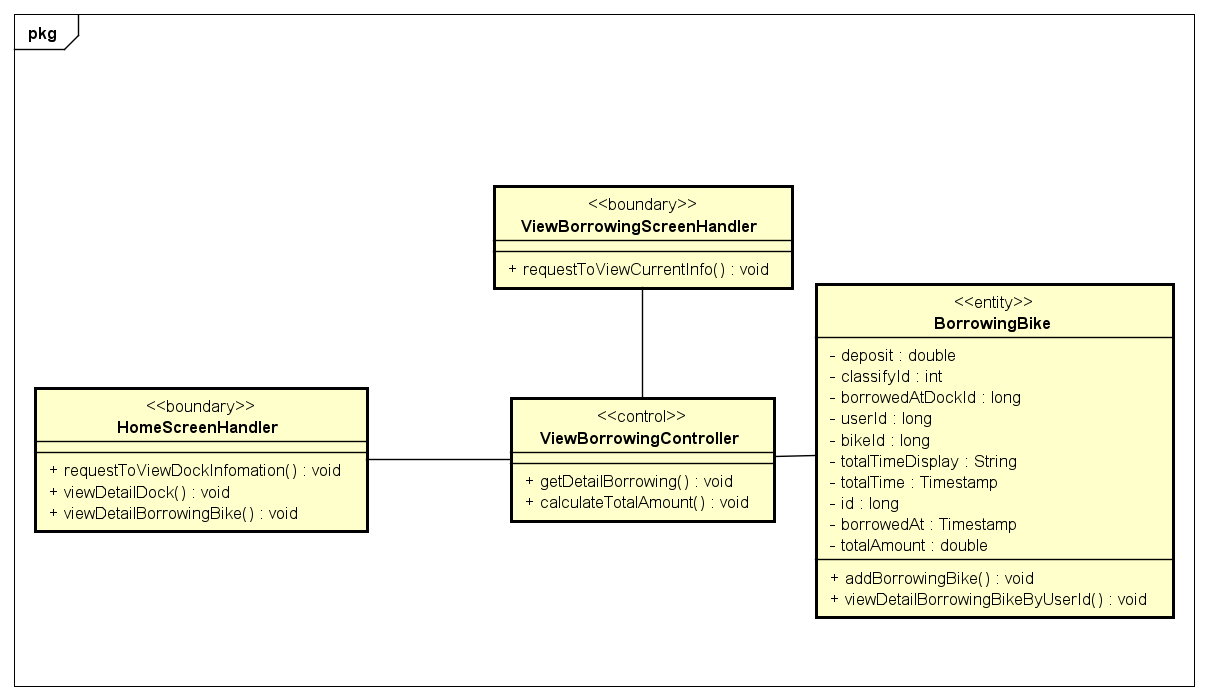 pkg
<<boundary>>
ViewBorrowingScreenHandler
+ requestToViewCurrentInfo() : void
<<boundary>>
HomeScreenHandler
+ requestToViewDockInfomation() : void
+ viewDetailDock() : void
+ viewDetailBorrowingBike() : void
<<control>>
ViewBorrowingController
+ getDetailBorrowing() : void
+ calculateTotalAmount() : void
<<entity>>
BorrowingBike
- deposit : double
- classifyId : int
- borrowedAtDockId : long
- userId : long
- bikeId : long
- totalTimeDisplay : String
- totalTime : Timestamp
- id : long
- borrowedAt : Timestamp
- totalAmount : double
+ addBorrowingBike() : void
+ viewDetailBorrowingBikeByUserId() : void